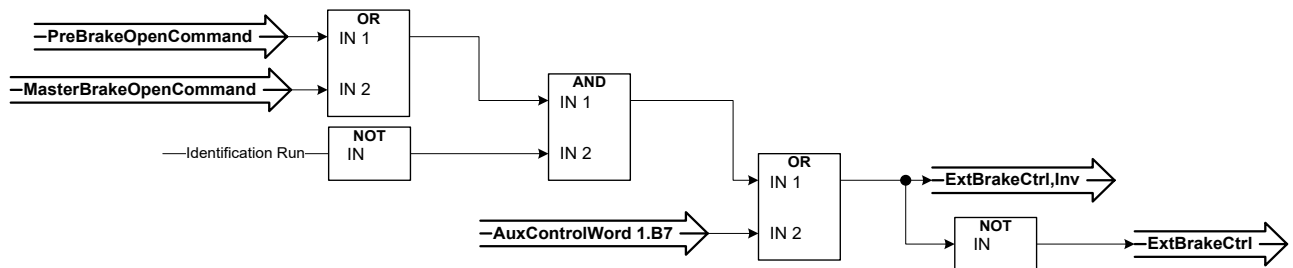 OR
PreBrakeOpenCommand
IN 1
MasterBrakeOpenCommand
IN 2
AND
IN 1
NOT
Identification Run
IN
IN 2
OR
IN 1
ExtBrakeCtrl,Inv
AuxControlWord 1.B7
IN 2
NOT
IN
ExtBrakeCtrl